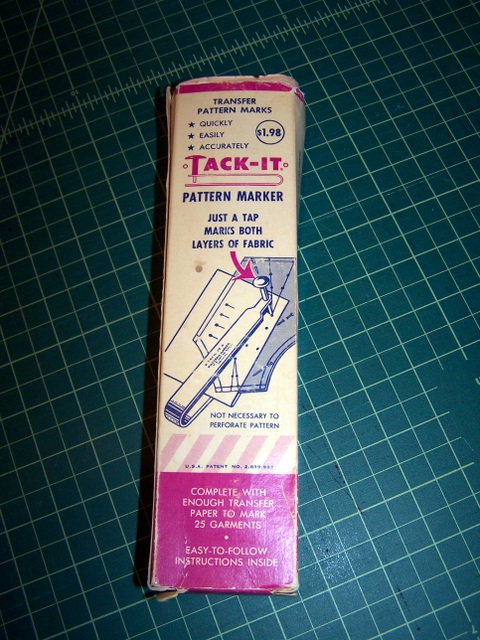 TRANSFER
PATTERN MARKS
★ QUICKLY
★ EASILY
★ ACCURATELY
$1.98
TACK-IT
PATTERN MARKER
JUST A TAP
MARKS BOTH
LAYERS OF FABRIC
NOT NECESSARY TO
PERFORATE PATTERN
U.S.A. PATENT NO.
COMPLETE WITH
ENOUGH TRANSFER
PAPER TO MARK
25 GARMENTS
•
EASY-TO-FOLLOW
INSTRUCTIONS INSIDE